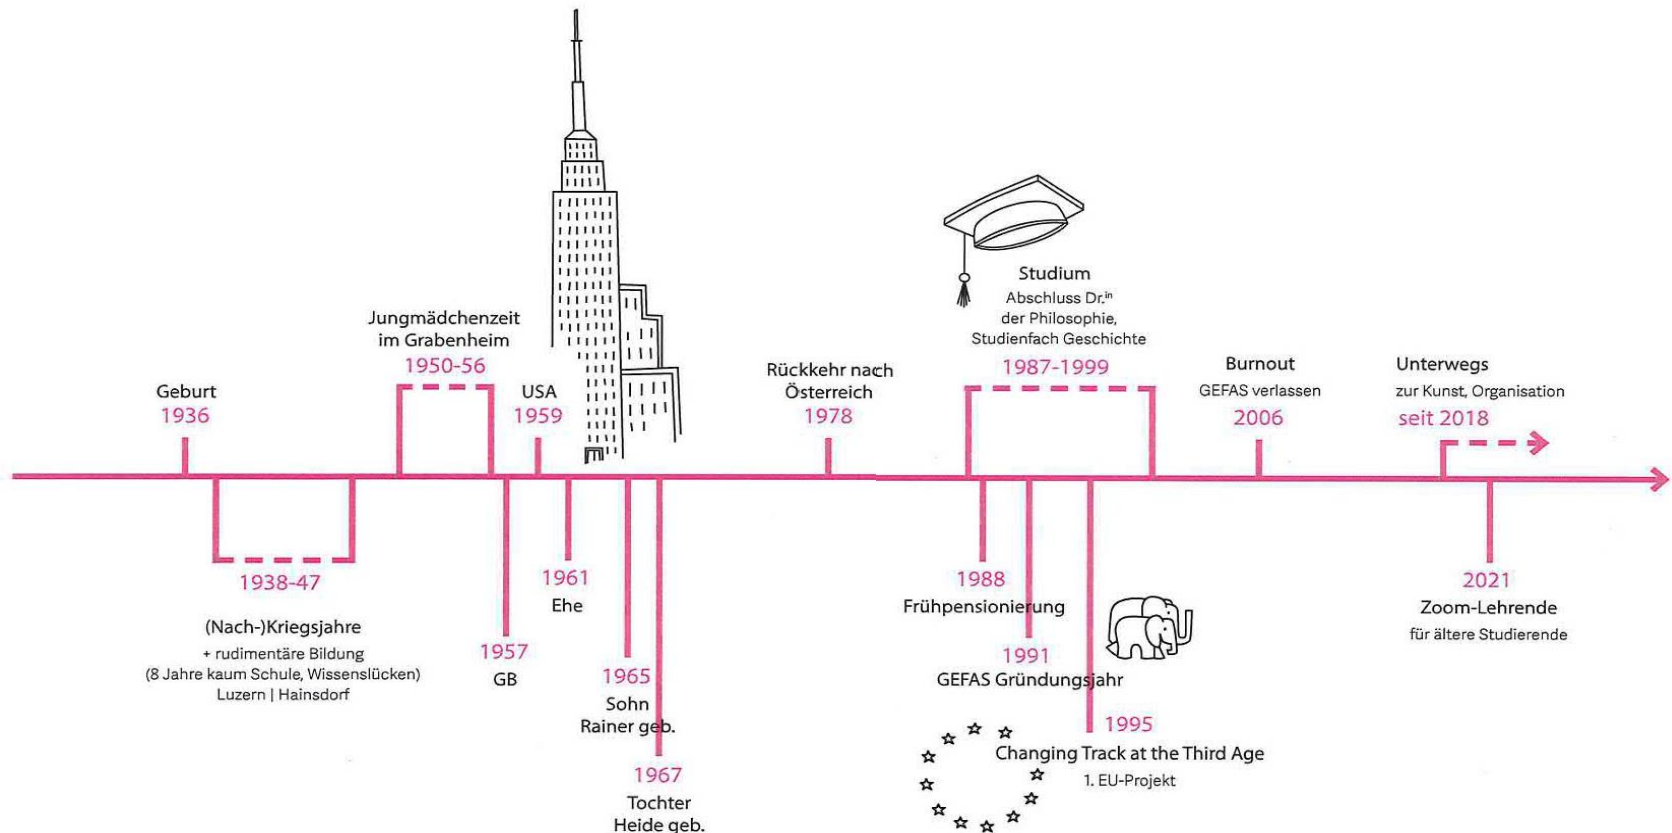 Geburt
1936
(Nach-)Kriegsjahre
+ rudimentäre Bildung
(8 Jahre kaum Schule, Wissenslücken)
Luzern | Hainsdorf
1938-47
Jungmädchenzeit
im Grabenheim
1950-56
1957
GB
USA
1959
1961
Ehe
1965
Sohn
Rainer geb.
1967
Tochter
Heide geb.
Rückkehr nach
Österreich
1978
Studium
Abschluss Dr.ⁱⁿ
der Philosophie,
Studienfach Geschichte
1987-1999
1988
Frühpensionierung
1991
GEFAS Gründungsjahr
1995
Changing Track at the Third Age
1. EU-Projekt
Burnout
GEFAS verlassen
2006
Unterwegs
zur Kunst, Organisation
seit 2018
2021
Zoom-Lehrende
für ältere Studierende